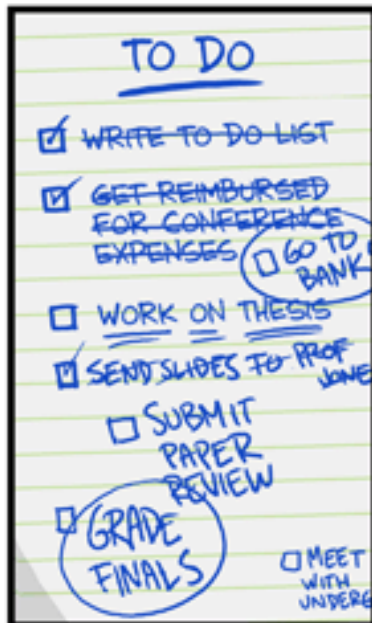 TO DO
WRITE TO DO LIST
GET REIMBURSED
FOR CONFERENCE
EXPENSES
GO TO
BANK
WORK ON THESIS
SEND SLIDES TO PROF
JONE
SUBMIT
PAPER
REVIEW
GRADE
FINALS
MEET
WITH
UNDERG